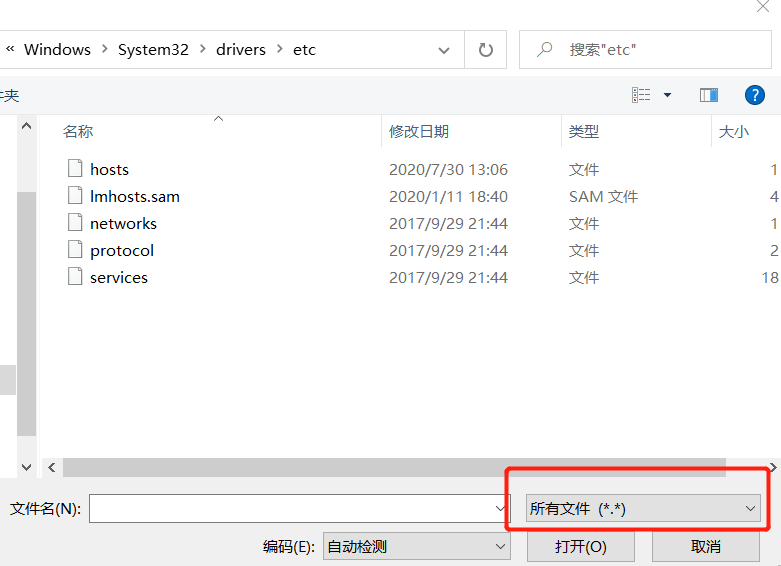 « Windows > System32 > drivers > etc 搜索"etc"
件夹
名称 修改日期 类型 大小
hosts 2020/7/30 13:06 文件 1
lmhosts.sam 2020/1/11 18:40 SAM 文件 4
networks 2017/9/29 21:44 文件 1
protocol 2017/9/29 21:44 文件 2
services 2017/9/29 21:44 文件 18
文件名(N): 所有文件 (*.*)
编码(E): 自动检测 打开(O) 取消